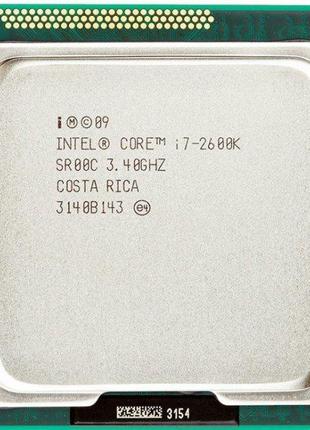 i Ⓜ©09
INTEL® CORE™ i7-2600K
SR00C 3.40GHZ
COSTA RICA
3140B143 e4
3154